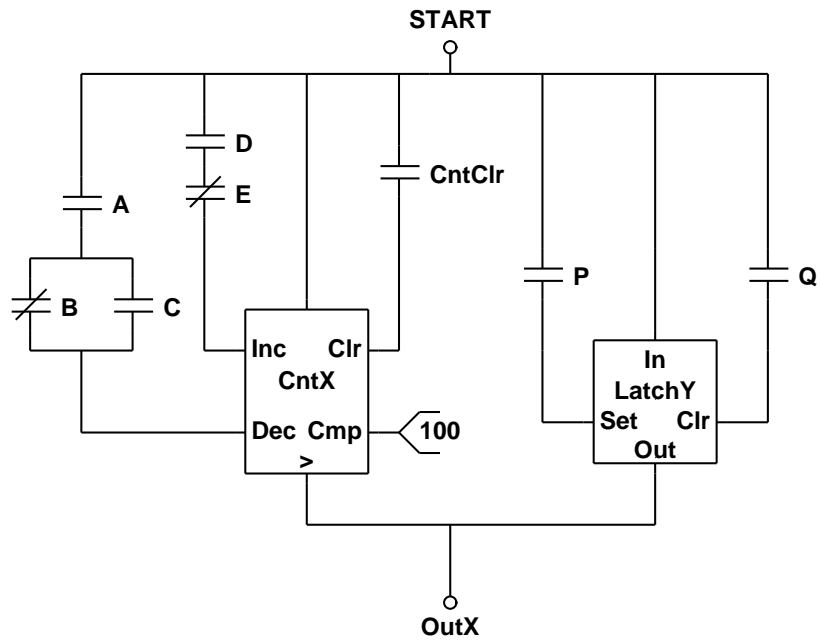 START
D
CntClr
E
A
P
Q
B
C
Inc
Clr
CntX
In
LatchY
Set
Clr
Dec
Cmp
100
Out
>
OutX